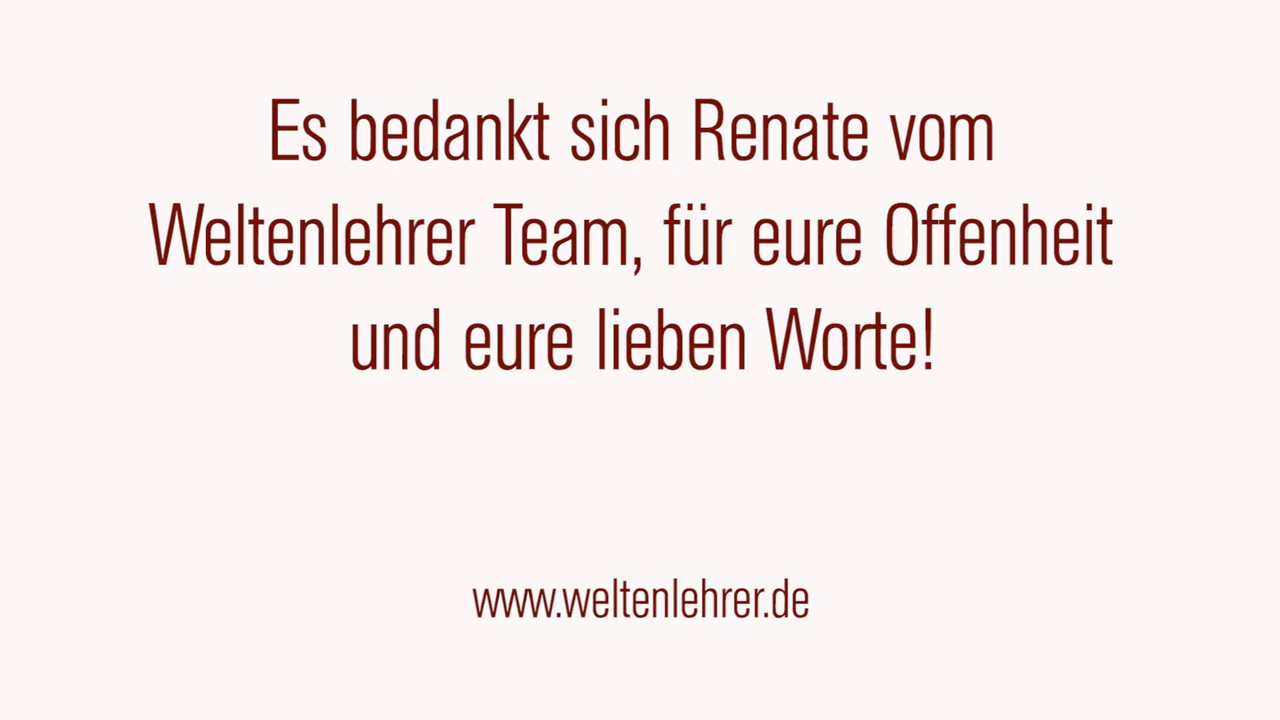 Es bedankt sich Renate vom
Weltenlehrer Team, für eure Offenheit
und eure lieben Worte!
www.weltenlehrer.de